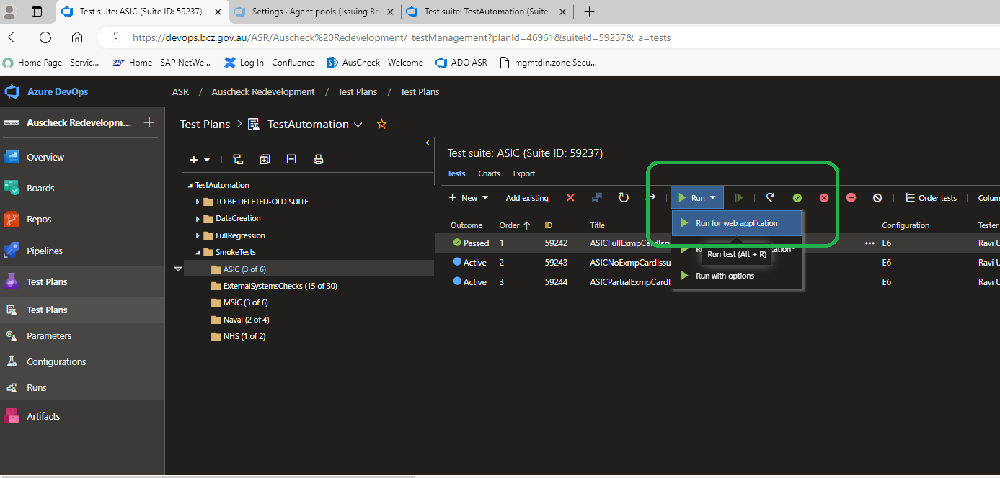 Test suite: ASIC (Suite ID: 59237) -
Settings · Agent pools (Issuing Bo
Test suite: TestAutomation (Suite
https://devops.bcz.gov.au/ASR/Auscheck%20Redevelopment/_testManagement?planId=46961&suiteId=59237&_a=tests
Home Page - Servic...
SAP
Home - SAP NetWe...
Log In - Confluence
AusCheck - Welcome
ADO ASR
mgmtdin.zone Secu...
Azure DevOps
ASR / Auscheck Redevelopment / Test Plans / Test Plans
Auscheck Redevelopm...
Overview
Boards
Repos
Pipelines
Test Plans
Test Plans
Parameters
Configurations
Runs
Artifacts
Test Plans > TestAutomation
TestAutomation
TO BE DELETED-OLD SUITE
DataCreation
FullRegression
SmokeTests
ASIC (3 of 6)
ExternalSystemsChecks (15 of 30)
MSIC (3 of 6)
Naval (2 of 4)
NHS (1 of 2)
Test suite: ASIC (Suite ID: 59237)
Tests Charts Export
New Add existing Run Order tests Colum
Outcome Order ID Title Configuration Tester
Passed 1 59242 ASICFullExmpCardIssu E6 Ravi U
Active 2 59243 ASICNoExmpCardIssu E6 Ravi U
Active 3 59244 ASICPartialExmpCardI E6 Ravi U
Run for web application
Run test (Alt + R)
Run with options